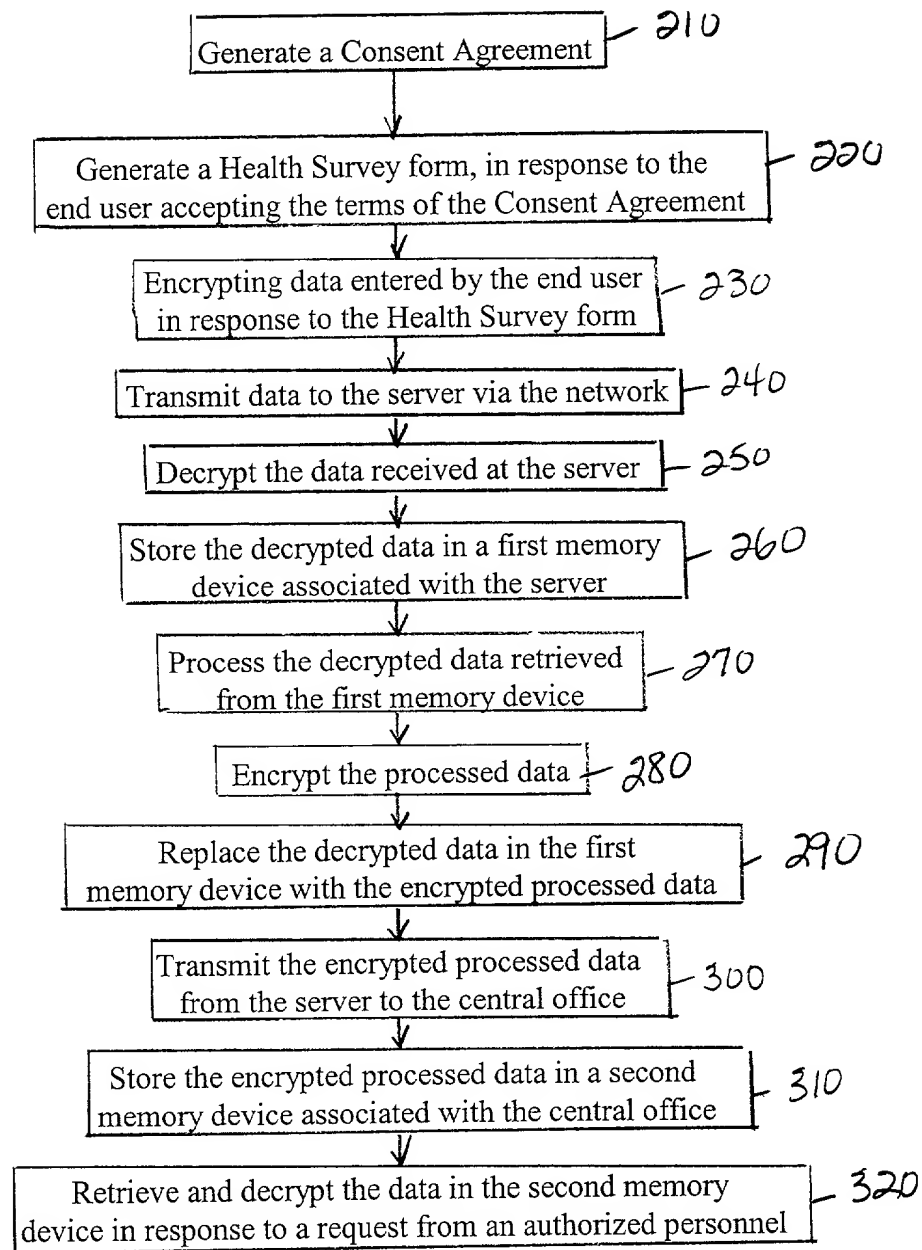 Generate a Consent Agreement 210
Generate a Health Survey form, in response to the
end user accepting the terms of the Consent Agreement 220
Encrypting data entered by the end user
in response to the Health Survey form 230
Transmit data to the server via the network 240
Decrypt the data received at the server 250
Store the decrypted data in a first memory
device associated with the server 260
Process the decrypted data retrieved
from the first memory device 270
Encrypt the processed data 280
Replace the decrypted data in the first
memory device with the encrypted processed data 290
Transmit the encrypted processed data
from the server to the central office 300
Store the encrypted processed data in a second
memory device associated with the central office 310
Retrieve and decrypt the data in the second memory
device in response to a request from an authorized personnel 320